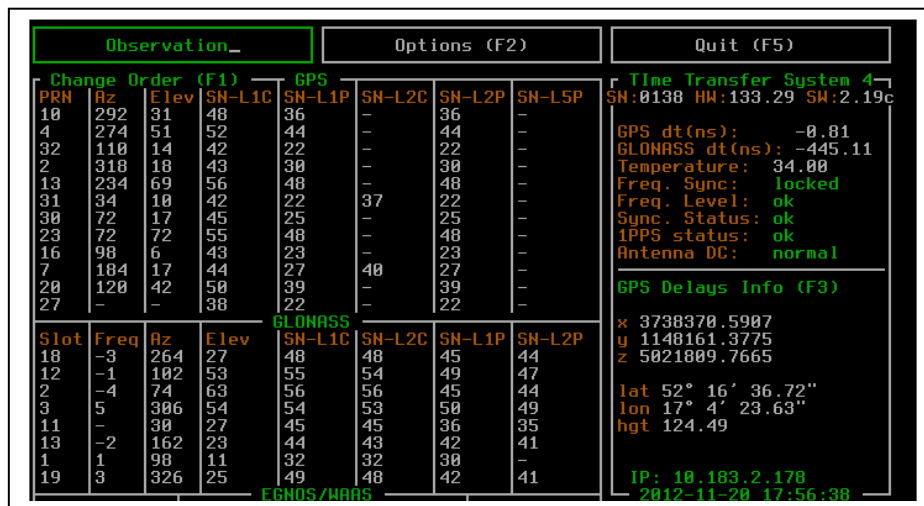 Observation_ Options (F2) Quit (F5)
Change Order (F1) GPS
PRN Az Elev SN-L1C SN-L1P SN-L2C SN-L2P SN-L5P
10 292 31 48 36 - 36 -
4 274 51 52 44 - 44 -
32 110 14 42 22 - 22 -
2 318 18 43 30 - 30 -
13 234 69 56 48 - 48 -
31 34 10 42 22 37 22 -
30 72 17 45 25 - 25 -
23 72 72 55 48 - 48 -
16 98 6 43 23 - 23 -
7 184 17 44 27 40 27 -
20 120 42 50 39 - 39 -
27 - - 38 22 - 22 -
GLONASS
Slot Freq Az Elev SN-L1C SN-L2C SN-L1P SN-L2P
18 -3 264 27 48 48 45 44
12 -1 102 53 55 54 49 47
2 -4 74 63 56 56 45 44
3 5 306 54 54 53 50 49
11 - 30 27 45 45 36 35
13 -2 162 23 44 43 42 41
1 1 98 11 32 32 30 -
19 3 326 25 49 48 42 41
EGNOS/WAAS
TIme Transfer System 4
SN:0138 HW:133.29 SW:2.19c
GPS dt(ns): -0.81
GLONASS dt(ns): -445.11
Temperature: 34.00
Freq. Sync: locked
Freq. Level: ok
Sync. Status: ok
1PPS status: ok
Antenna DC: normal
GPS Delays Info (F3)
x 3738370.5907
y 1148161.3775
z 5021809.7665
lat 52° 16′ 36.72"
lon 17° 4′ 23.63"
hgt 124.49
IP: 10.183.2.178
2012-11-20 17:56:38